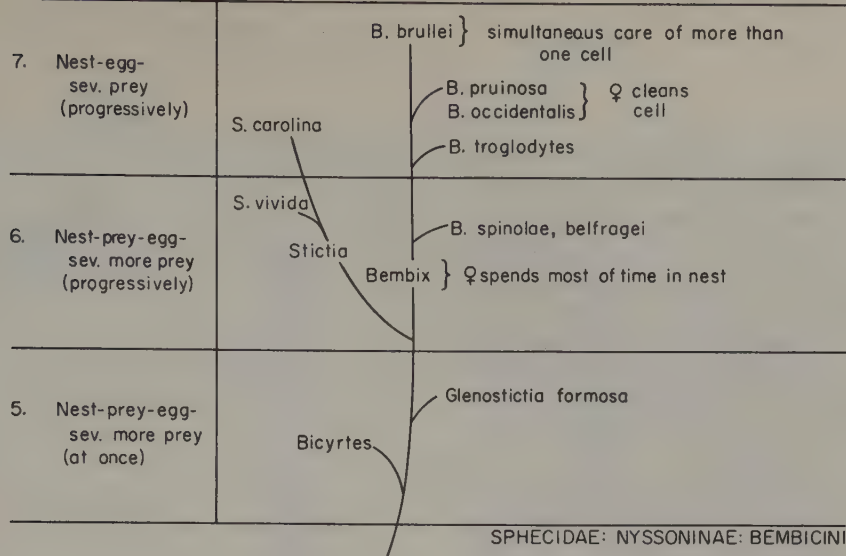 B. brullei } simultaneous care of more than
one cell
7. Nest-egg-
sev. prey
(progressively)
B. pruinosa
B. occidentalis } ♀ cleans
cell
S. carolina
B. troglodytes
6. Nest-prey-egg-
sev. more prey
(progressively)
S. vivida
B. spinolae, belfragei
Stictia
Bembix } ♀ spends most of time in nest
5. Nest-prey-egg-
sev. more prey
(at once)
Glenostictia formosa
Bicyrtes
SPHECIDAE: NYSSONINAE: BEMBICINI